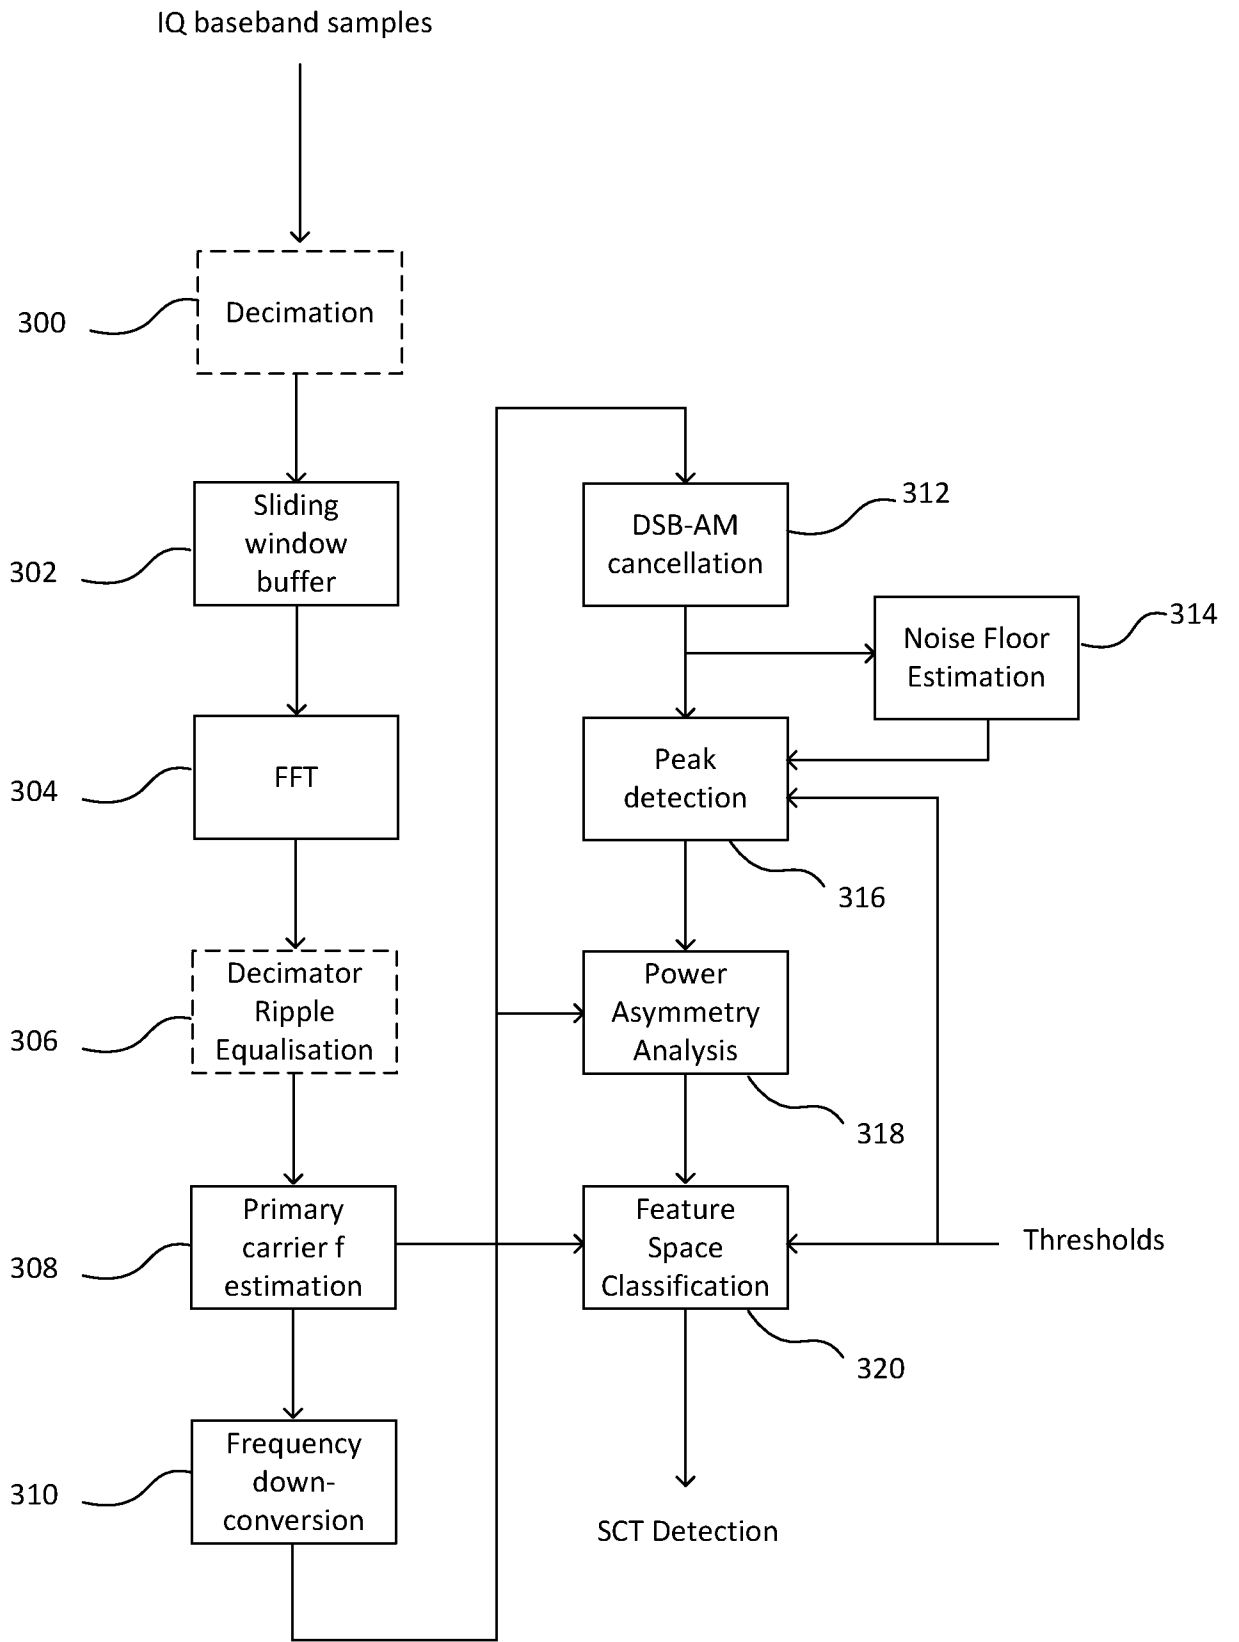 IQ baseband samples
300
Decimation
302
Sliding
window
buffer
304
FFT
306
Decimator
Ripple
Equalisation
308
Primary
carrier f
estimation
310
Frequency
down-
conversion
DSB-AM
cancellation
312
Noise Floor
Estimation
314
Peak
detection
316
Power
Asymmetry
Analysis
318
Feature
Space
Classification
Thresholds
320
SCT Detection